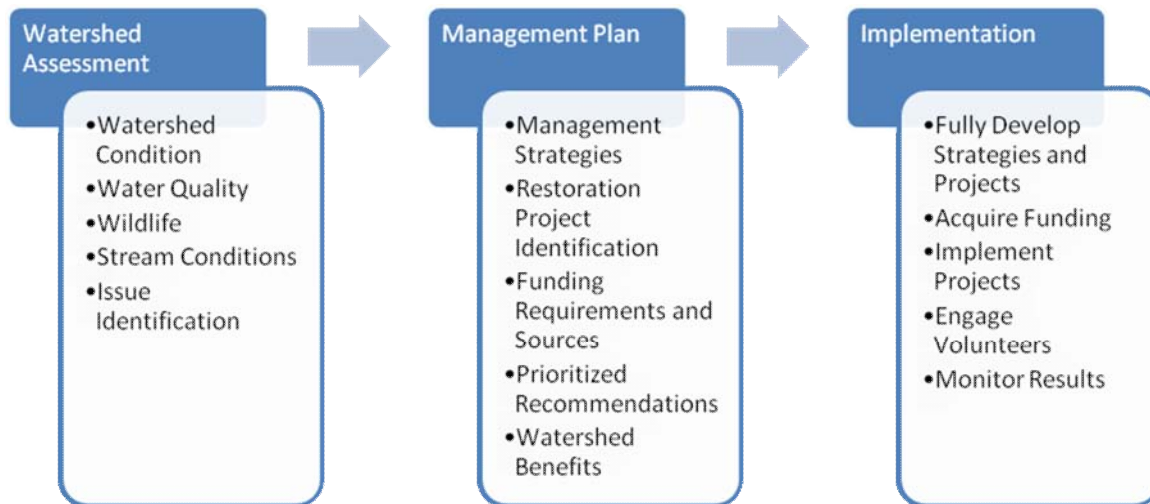 Watershed
Assessment
•Watershed
Condition
•Water Quality
•Wildlife
•Stream Conditions
•Issue
Identification
Management Plan
•Management
Strategies
•Restoration
Project
Identification
•Funding
Requirements and
Sources
•Prioritized
Recommendations
•Watershed
Benefits
Implementation
•Fully Develop
Strategies and
Projects
•Acquire Funding
•Implement
Projects
•Engage
Volunteers
•Monitor Results